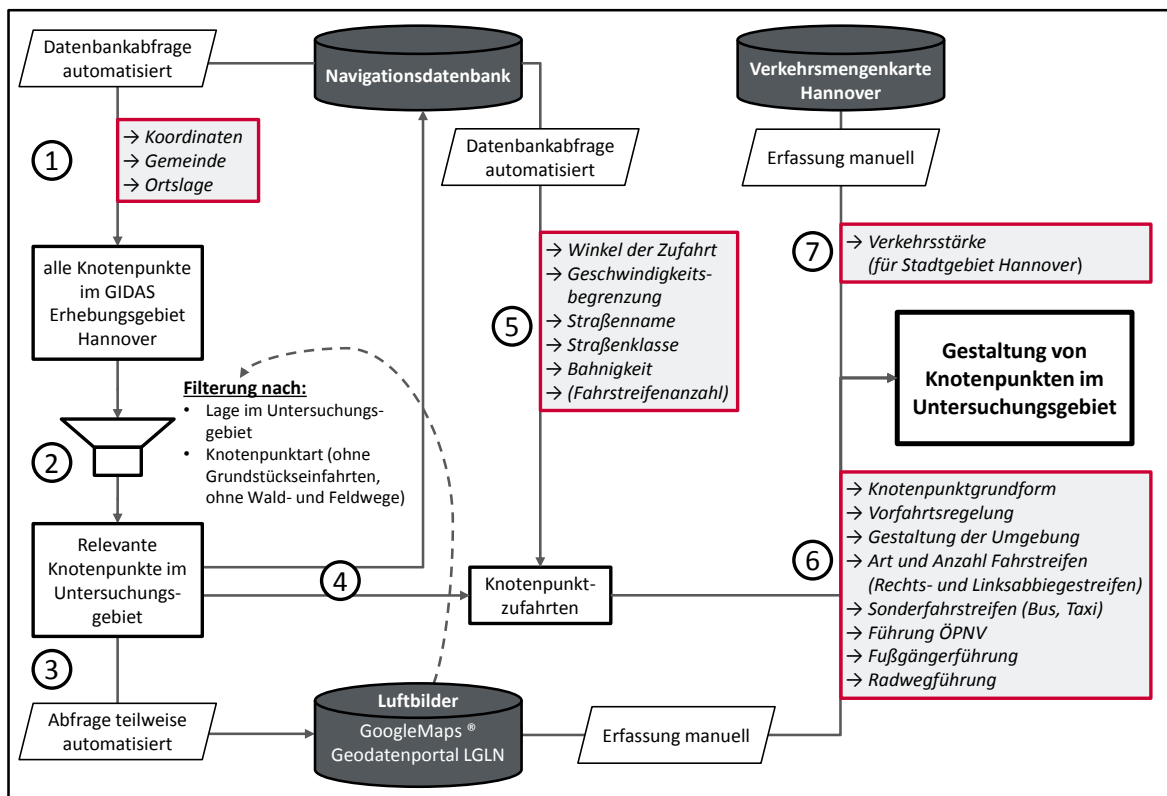 Datenbankabfrage
automatisiert
Navigationsdatenbank
Verkehrsmengenkarte
Hannover
1
→ Koordinaten
→ Gemeinde
→ Ortslage
Datenbankabfrage
automatisiert
Erfassung manuell
alle Knotenpunkte
im GIDAS
Erhebungsgebiet
Hannover
5
→ Winkel der Zufahrt
→ Geschwindigkeits-
begrenzung
→ Straßenname
→ Straßenklasse
→ Bahnigkeit
→ (Fahrstreifenanzahl)
7
→ Verkehrsstärke
(für Stadtgebiet Hannover)
Gestaltung von
Knotenpunkten im
Untersuchungsgebiet
2
Filterung nach:
• Lage im Untersuchungs-
gebiet
• Knotenpunktart (ohne
Grundstückseinfahrten,
ohne Wald- und Feldwege)
Relevante
Knotenpunkte im
Untersuchungs-
gebiet
4
Knotenpunkt-
zufahrten
6
→ Knotenpunktgrundform
→ Vorfahrtsregelung
→ Gestaltung der Umgebung
→ Art und Anzahl Fahrstreifen
(Rechts- und Linksabbiegestreifen)
→ Sonderfahrstreifen (Bus, Taxi)
→ Führung ÖPNV
→ Fußgängerführung
→ Radwegführung
3
Abfrage teilweise
automatisiert
Luftbilder
GoogleMaps ®
Geodatenportal LGLN
Erfassung manuell